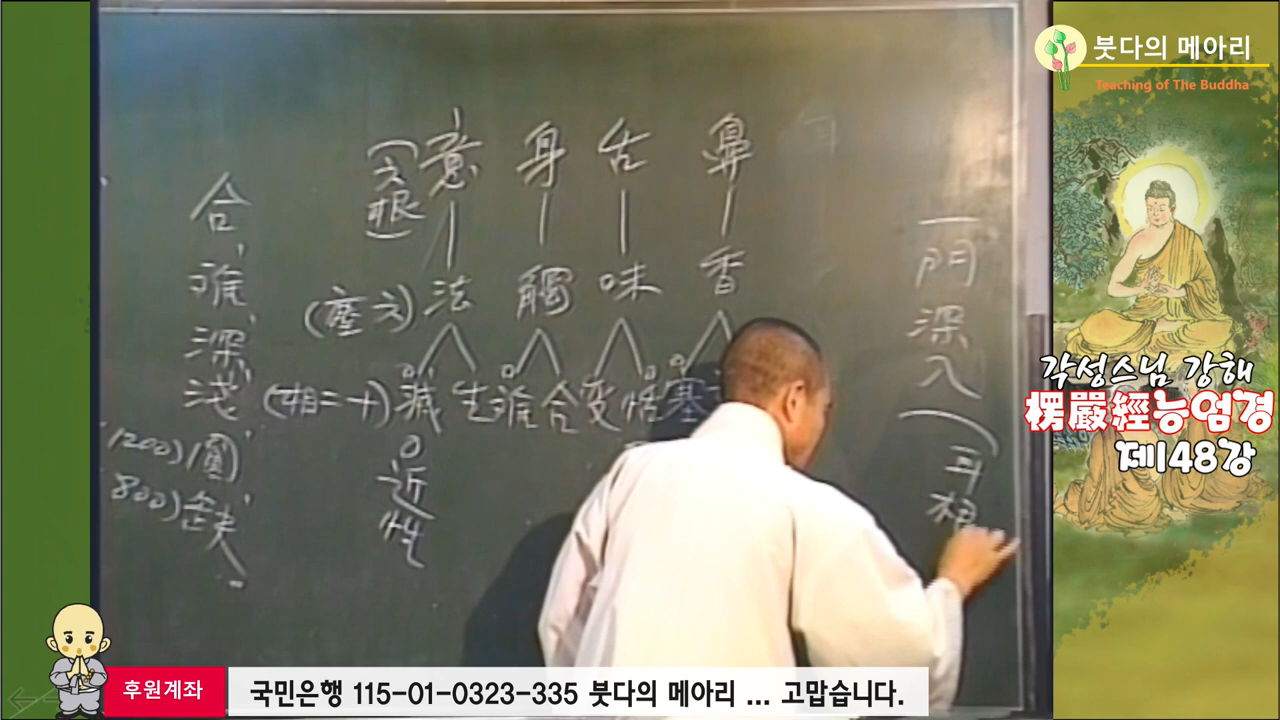 붓다의 메아리
Teaching of The Buddha
意 身 舌 鼻
(六根)
法 觸 味 香
(塵六)
(相二十) 滅 生 離 合 変 恬 塞
近性
合
離
深
淺
1200) 圓
800) 缺
一門深入 (耳根
각성스님 강해
楞嚴經능엄경
제148강
후원계좌
국민은행 115-01-0323-335 붓다의 메아리 ... 고맙습니다.